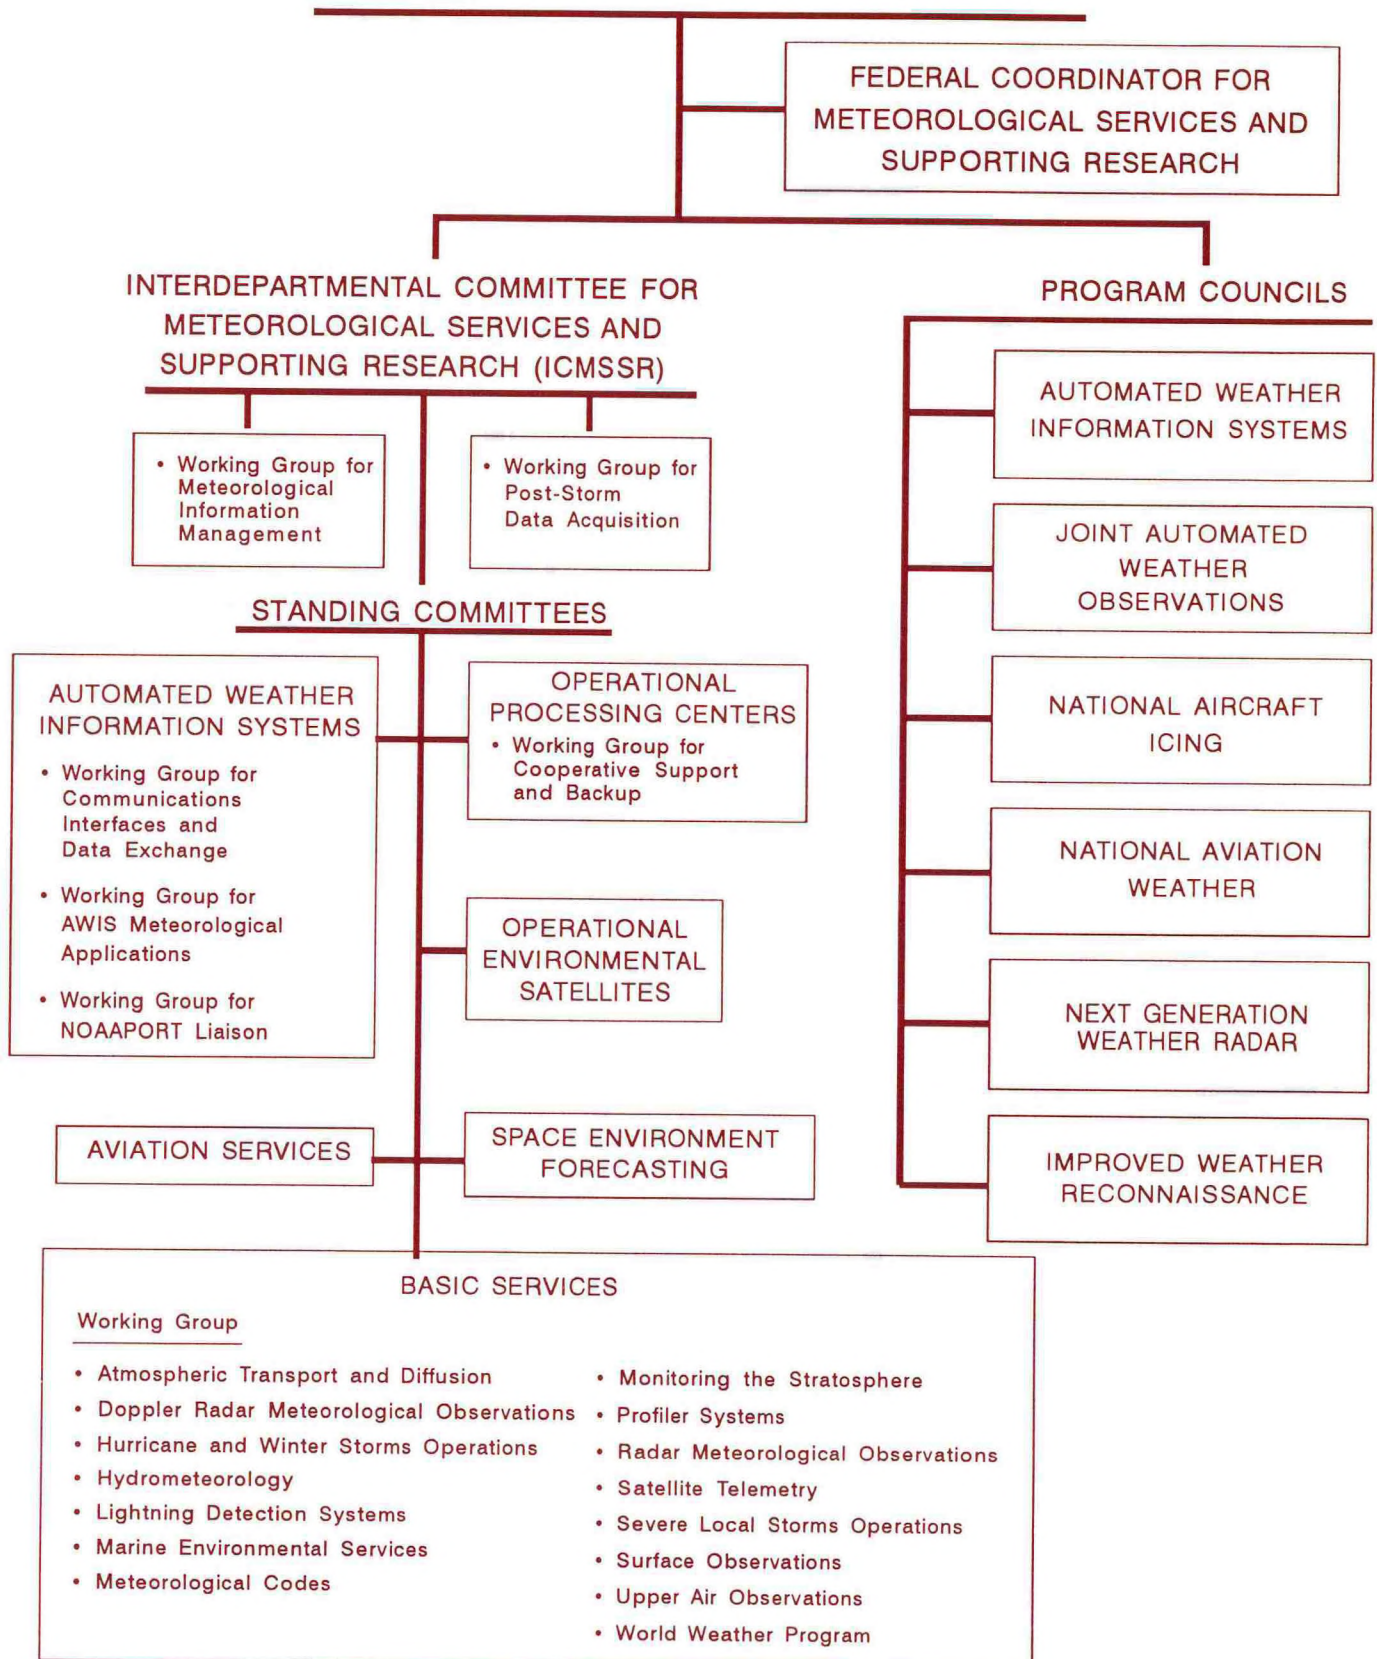 FEDERAL COORDINATOR FOR
METEOROLOGICAL SERVICES AND
SUPPORTING RESEARCH
INTERDEPARTMENTAL COMMITTEE FOR
METEOROLOGICAL SERVICES AND
SUPPORTING RESEARCH (ICMSSR)
• Working Group for
Meteorological
Information
Management
• Working Group for
Post-Storm
Data Acquisition
STANDING COMMITTEES
AUTOMATED WEATHER
INFORMATION SYSTEMS
• Working Group for
Communications
Interfaces and
Data Exchange
• Working Group for
AWIS Meteorological
Applications
• Working Group for
NOAAPORT Liaison
OPERATIONAL
PROCESSING CENTERS
• Working Group for
Cooperative Support
and Backup
OPERATIONAL
ENVIRONMENTAL
SATELLITES
AVIATION SERVICES
SPACE ENVIRONMENT
FORECASTING
PROGRAM COUNCILS
AUTOMATED WEATHER
INFORMATION SYSTEMS
JOINT AUTOMATED
WEATHER
OBSERVATIONS
NATIONAL AIRCRAFT
ICING
NATIONAL AVIATION
WEATHER
NEXT GENERATION
WEATHER RADAR
IMPROVED WEATHER
RECONNAISSANCE
BASIC SERVICES
Working Group
• Atmospheric Transport and Diffusion
• Doppler Radar Meteorological Observations
• Hurricane and Winter Storms Operations
• Hydrometeorology
• Lightning Detection Systems
• Marine Environmental Services
• Meteorological Codes
• Monitoring the Stratosphere
• Profiler Systems
• Radar Meteorological Observations
• Satellite Telemetry
• Severe Local Storms Operations
• Surface Observations
• Upper Air Observations
• World Weather Program